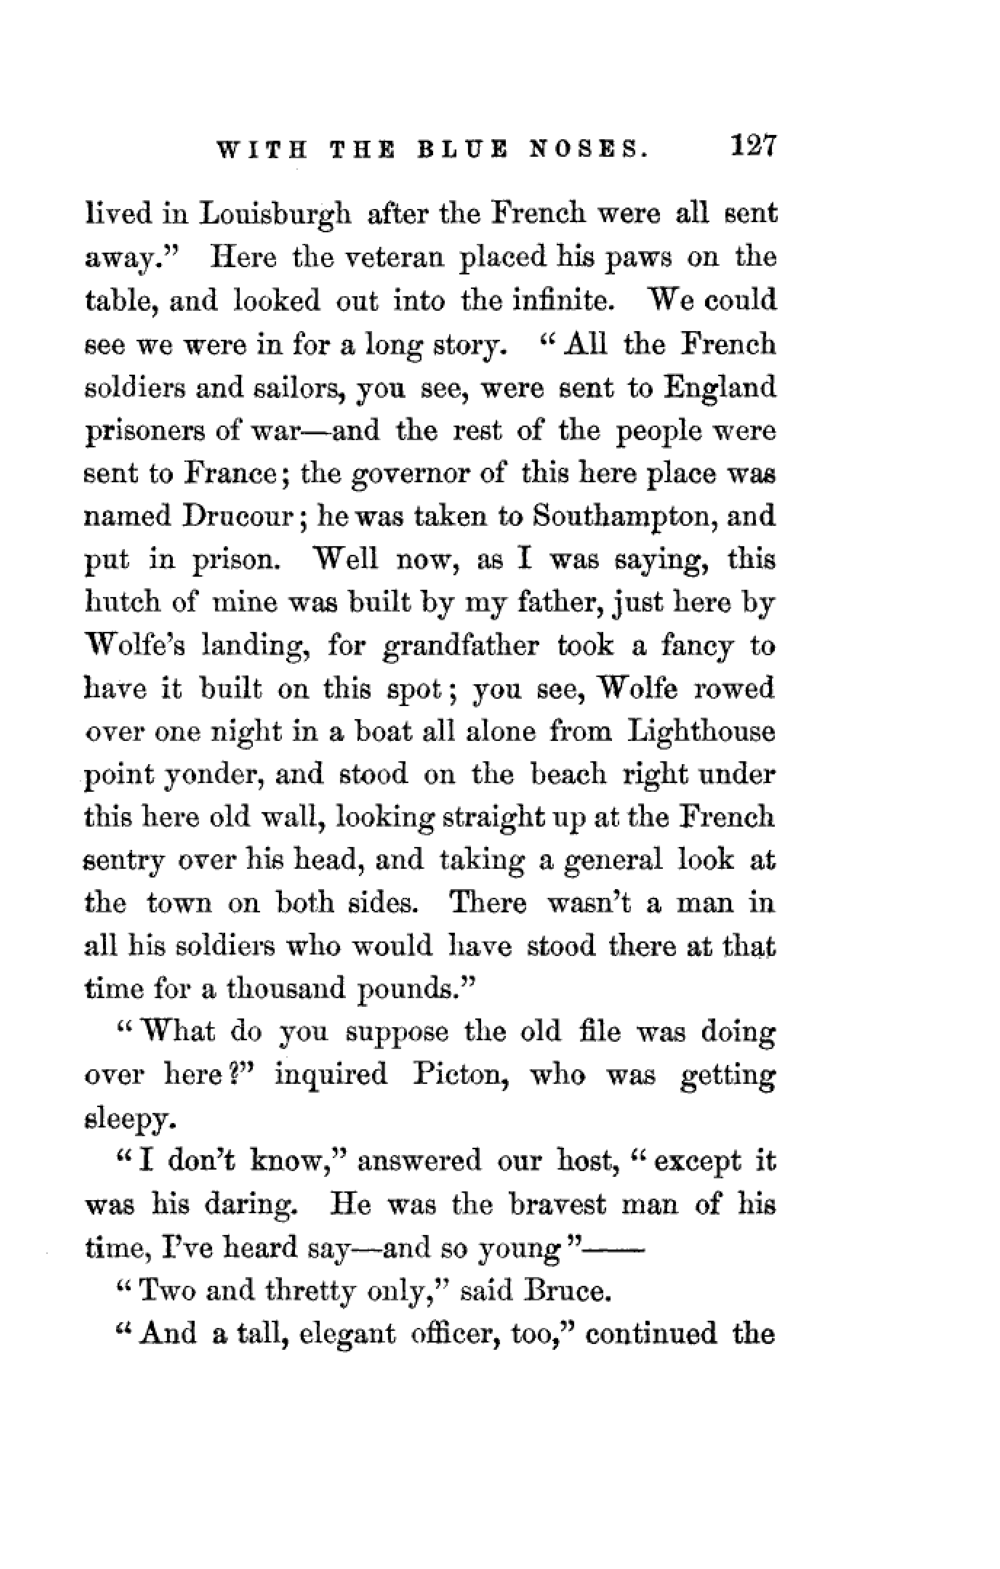 WITH THE BLUE NOSES. 127
lived in Louisburgh after the French were all sent
away.” Here the veteran placed his paws on the
table, and looked out into the infinite. We could
see we were in for a long story. “All the French
soldiers and sailors, you see, were sent to England
prisoners of war—and the rest of the people were
sent to France; the governor of this here place was
named Drucour; he was taken to Southampton, and
put in prison. Well now, as I was saying, this
hutch of mine was built by my father, just here by
Wolfe’s landing, for grandfather took a fancy to
have it built on this spot; you see, Wolfe rowed
over one night in a boat all alone from Lighthouse
point yonder, and stood on the beach right under
this here old wall, looking straight up at the French
sentry over his head, and taking a general look at
the town on both sides. There wasn’t a man in
all his soldiers who would have stood there at that
time for a thousand pounds.”
“What do you suppose the old file was doing
over here?” inquired Picton, who was getting
sleepy.
“I don’t know,” answered our host, “except it
was his daring. He was the bravest man of his
time, I’ve heard say—and so young”——
“Two and thretty only,” said Bruce.
“And a tall, elegant officer, too,” continued the